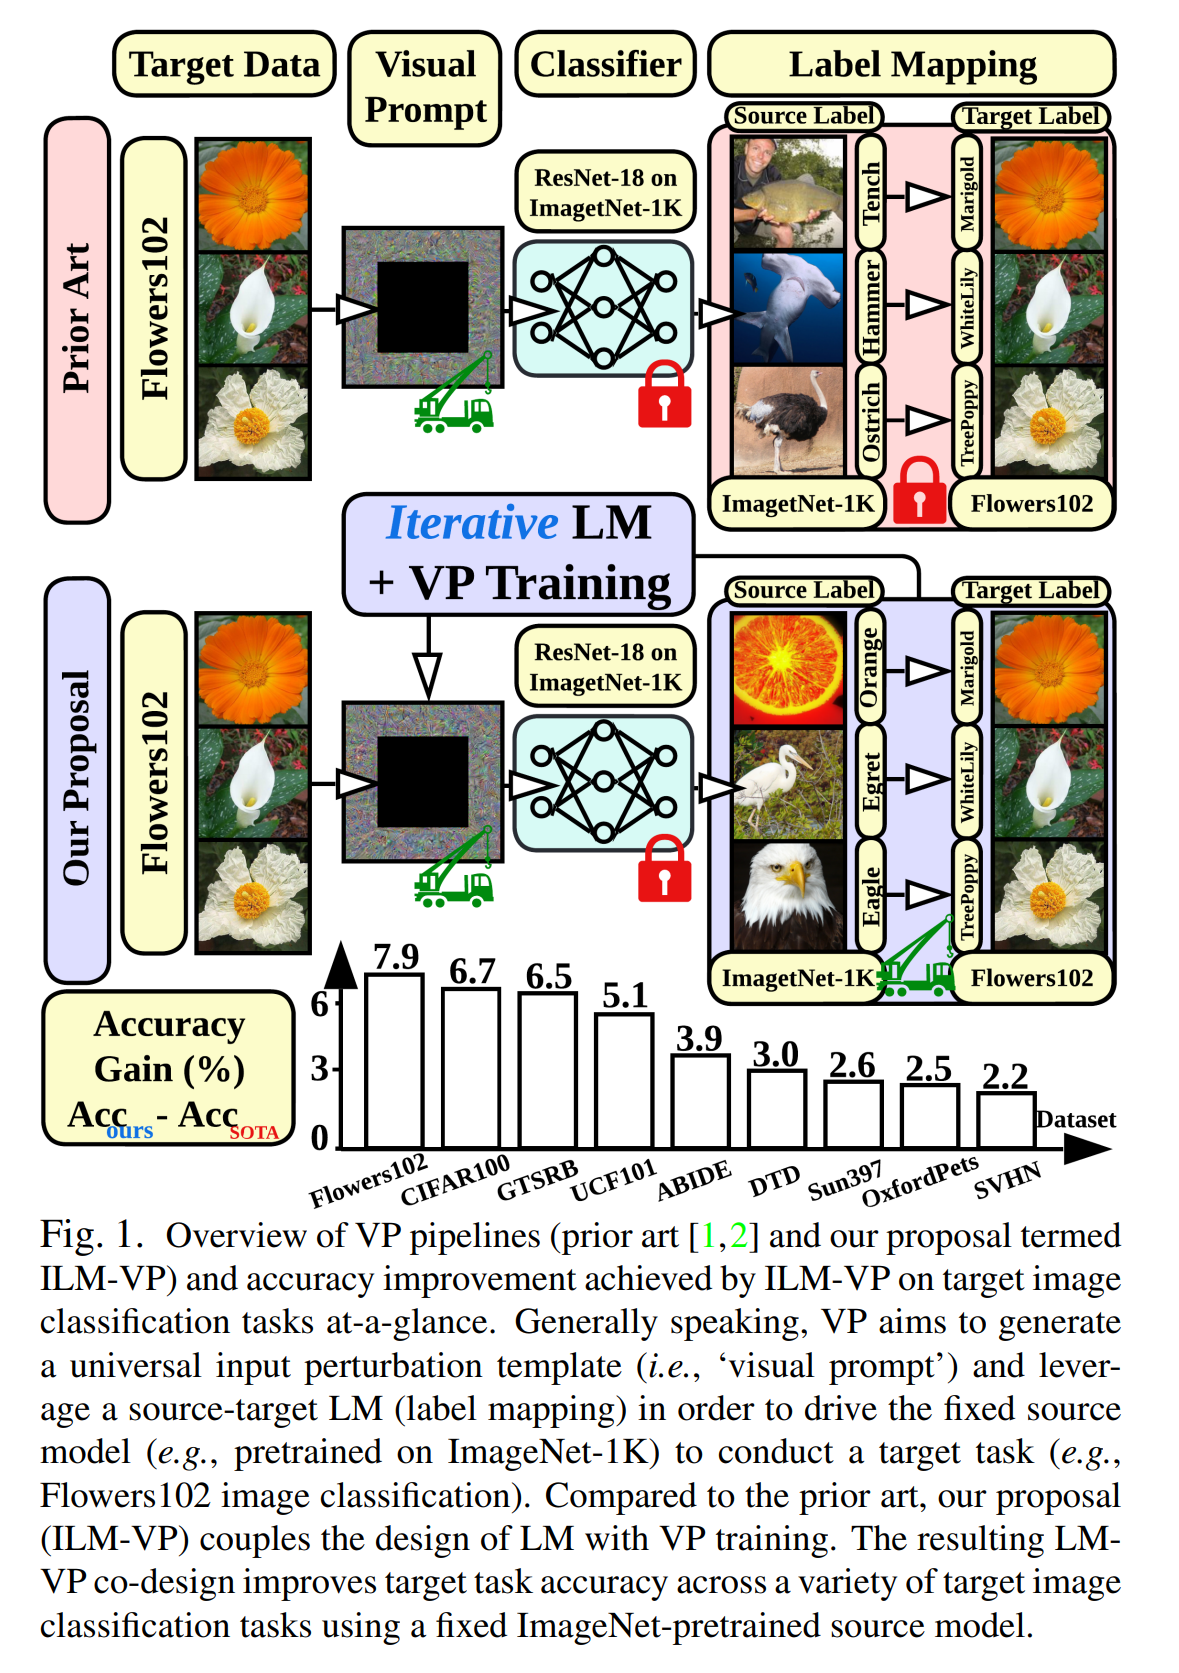 Target Data
Visual
Prompt
Classifier
Label Mapping
Prior Art
Flowers102
ResNet-18 on
ImagetNet-1K
Source Label
Target Label
Tench
Marigold
Hammer
WhiteLily
Ostrich
TreePoppy
ImagetNet-1K
Flowers102
Iterative LM
+ VP Training
Our Proposal
Flowers102
ResNet-18 on
ImagetNet-1K
Source Label
Target Label
Orange
Marigold
Egret
WhiteLily
Eagle
TreePoppy
ImagetNet-1K
Flowers102
Accuracy
Gain (%)
Acc ours - Acc SOTA
6
3
0
7.9
6.7
6.5
5.1
3.9
3.0
2.6
2.5
2.2
Dataset
Flowers102
CIFAR100
GTSRB
UCF101
ABIDE
DTD
Sun397
OxfordPets
SVHN
Fig. 1. Overview of VP pipelines (prior art [1,2] and our proposal termed
ILM-VP) and accuracy improvement achieved by ILM-VP on target image
classification tasks at-a-glance. Generally speaking, VP aims to generate
a universal input perturbation template (i.e., ‘visual prompt’) and lever-
age a source-target LM (label mapping) in order to drive the fixed source
model (e.g., pretrained on ImageNet-1K) to conduct a target task (e.g.,
Flowers102 image classification). Compared to the prior art, our proposal
(ILM-VP) couples the design of LM with VP training. The resulting LM-
VP co-design improves target task accuracy across a variety of target image
classification tasks using a fixed ImageNet-pretrained source model.